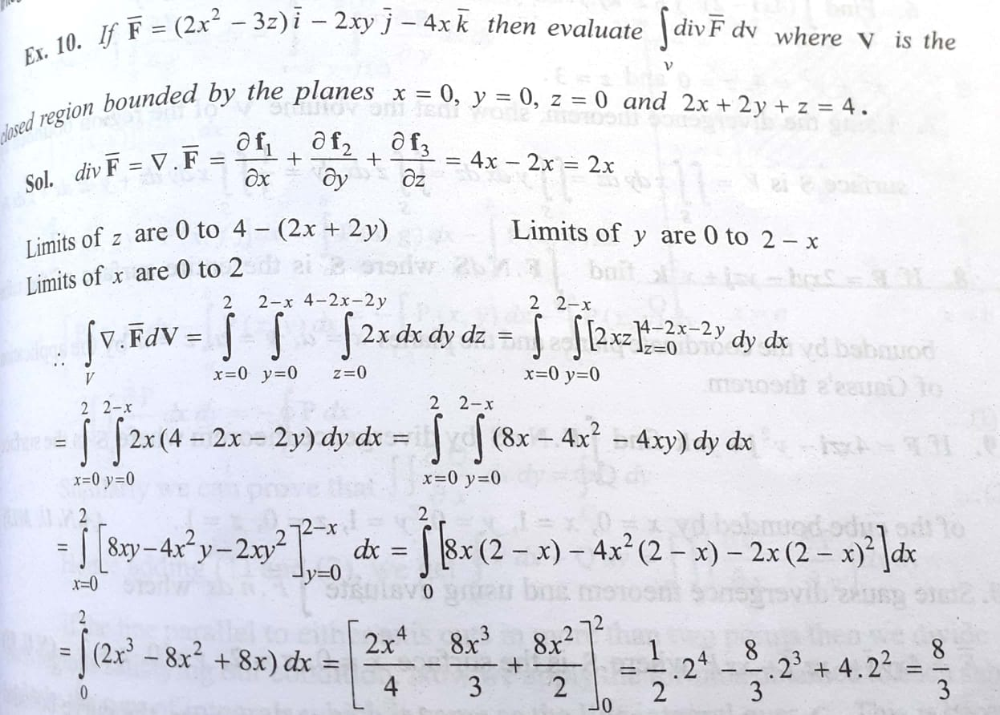 Ex. 10. If F̅ = (2x² – 3z) i̅ – 2xy j̅ – 4x k̅ then evaluate ∫_v div F̅ dv where V is the
closed region bounded by the planes x = 0, y = 0, z = 0 and 2x + 2y + z = 4.
Sol. div F̅ = ∇ . F̅ = ∂f₁/∂x + ∂f₂/∂y + ∂f₃/∂z = 4x – 2x = 2x
Limits of z are 0 to 4 – (2x + 2y) Limits of y are 0 to 2 – x
Limits of x are 0 to 2
∴ ∫_V ∇. F̅ dV = ∫_{x=0}^{2} ∫_{y=0}^{2–x} ∫_{z=0}^{4–2x–2y} 2x dx dy dz = ∫_{x=0}^{2} ∫_{y=0}^{2–x} [2xz]_{z=0}^{4–2x–2y} dy dx
= ∫_{x=0}^{2} ∫_{y=0}^{2–x} 2x (4 – 2x – 2y) dy dx = ∫_{x=0}^{2} ∫_{y=0}^{2–x} (8x – 4x² – 4xy) dy dx
= ∫_{x=0}^{2} [8xy – 4x²y – 2xy²]_{y=0}^{2–x} dx = ∫_{0}^{2} [8x (2 – x) – 4x² (2 – x) – 2x (2 – x)²] dx
= ∫_{0}^{2} (2x³ – 8x² + 8x) dx = [2x⁴/4 – 8x³/3 + 8x²/2]_{0}^{2} = 1/2 . 2⁴ – 8/3 . 2³ + 4 . 2² = 8/3